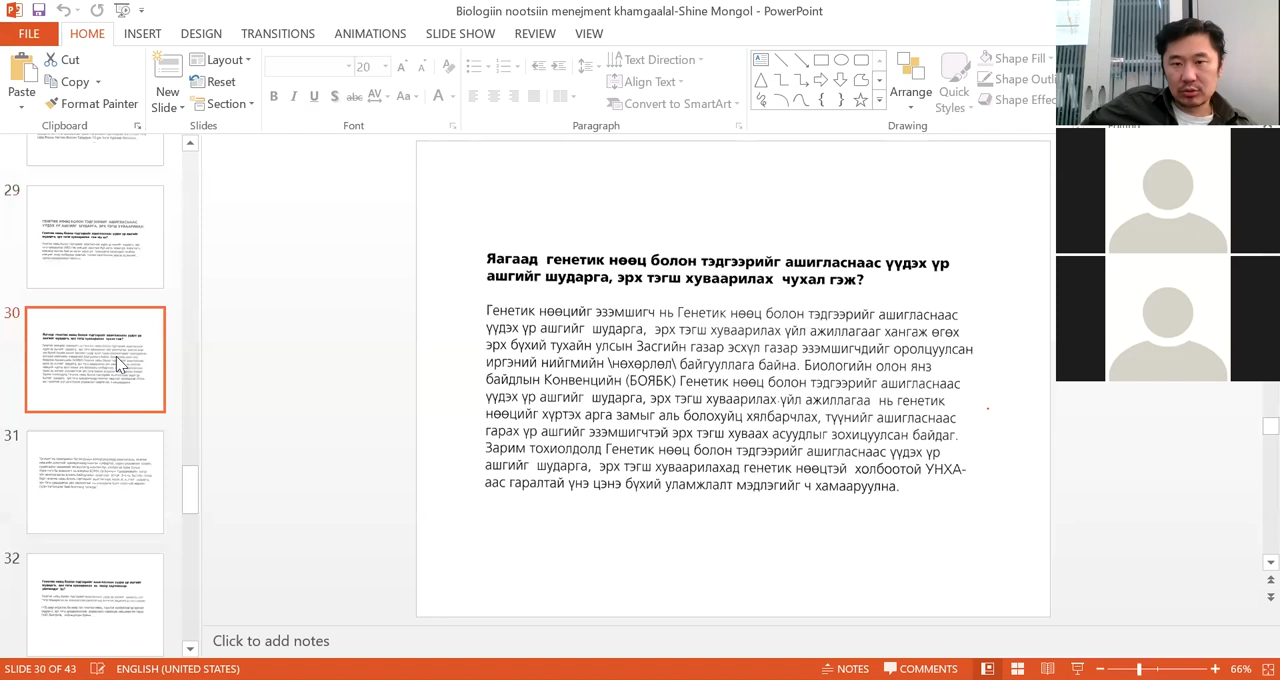 Biologiin nootsiin menejment khamgaalal-Shine Mongol - PowerPoint
FILE HOME INSERT DESIGN TRANSITIONS ANIMATIONS SLIDE SHOW REVIEW VIEW
Paste
Cut
Copy
Format Painter
Clipboard
New Slide
Layout
Reset
Section
Slides
20
B I U S abc AV Aa A
Font
Text Direction
Align Text
Convert to SmartArt
Paragraph
Arrange
Quick Styles
Shape Fill
Shape Outli
Shape Effec
Drawing
29
30
31
32
Яагаад генетик нөөц болон тэдгээрийг ашигласнаас үүдэх үр
ашгийг шударга, эрх тэгш хуваарилах чухал гэж?
Генетик нөөцийг эзэмшигч нь Генетик нөөц болон тэдгээрийг ашигласнаас
үүдэх үр ашгийг шударга, эрх тэгш хуваарилах үйл ажиллагааг хангаж өгөх
эрх бүхий тухайн улсын Засгийн газар эсвэл
оролцуулсан
байгууллага байна. Биологийн олон янз
байдлын Конвенцийн (БОЯБК) Генетик нөөц болон тэдгээрийг ашигласнаас
үүдэх үр ашгийг шударга, эрх тэгш хуваарилах үйл ажиллагаа нь генетик
нөөцийг хүртэх арга замыг аль болохуйц хялбарчлах, түүнийг ашигласнаас
гарах үр ашгийг эзэмшигчтэй эрх тэгш хуваах асуудлыг зохицуулсан байдаг.
Зарим тохиолдолд Генетик нөөц болон тэдгээрийг ашигласнаас үүдэх үр
ашгийг шударга, эрх тэгш хуваарилахад генетик нөөцтэй холбоотой УНХА-
аас гаралтай үнэ цэнэ бүхий уламжлалт мэдлэгийг ч хамааруулна.
Click to add notes
SLIDE 30 OF 43 ENGLISH (UNITED STATES) NOTES COMMENTS 66%